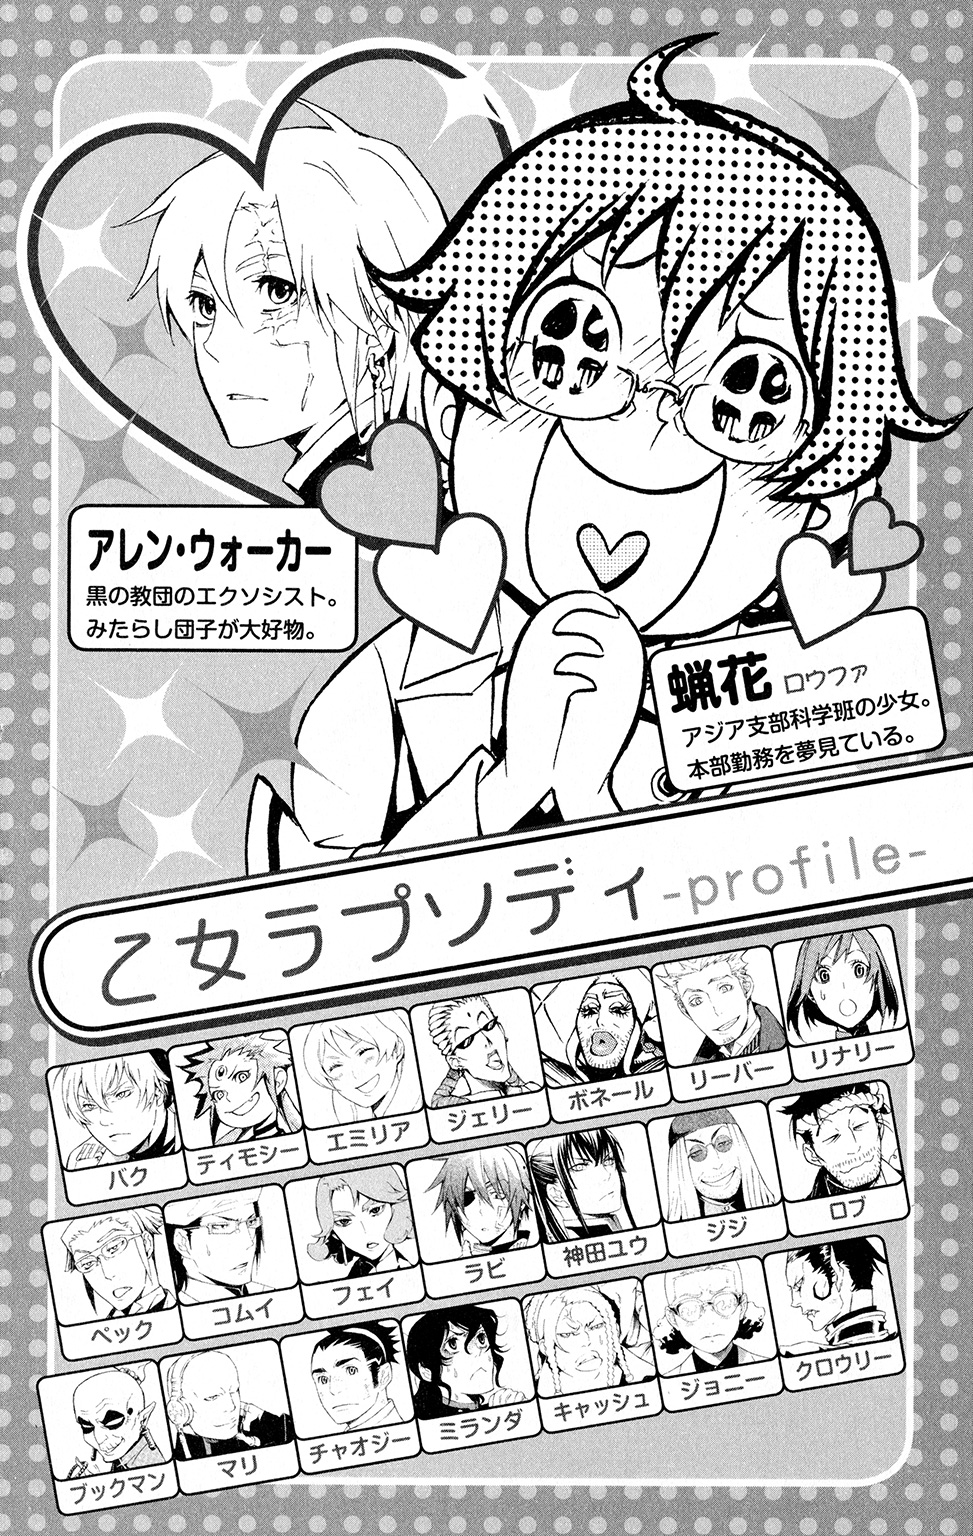 アレン・ウォーカー
黒の教団のエクソシスト。
みたらし団子が大好物。
蝋花 ロウファ
アジア支部科学班の少女。
本部勤務を夢見ている。
乙女ラプソディ -profile-
バク
ティモシー
エミリア
ジェリー
ボネール
リーバー
リナリー
ペック
コムイ
フェイ
ラビ
神田ユウ
ジジ
ロブ
ブックマン
マリ
チャオジー
ミランダ
キャッシュ
ジョニー
クロウリー